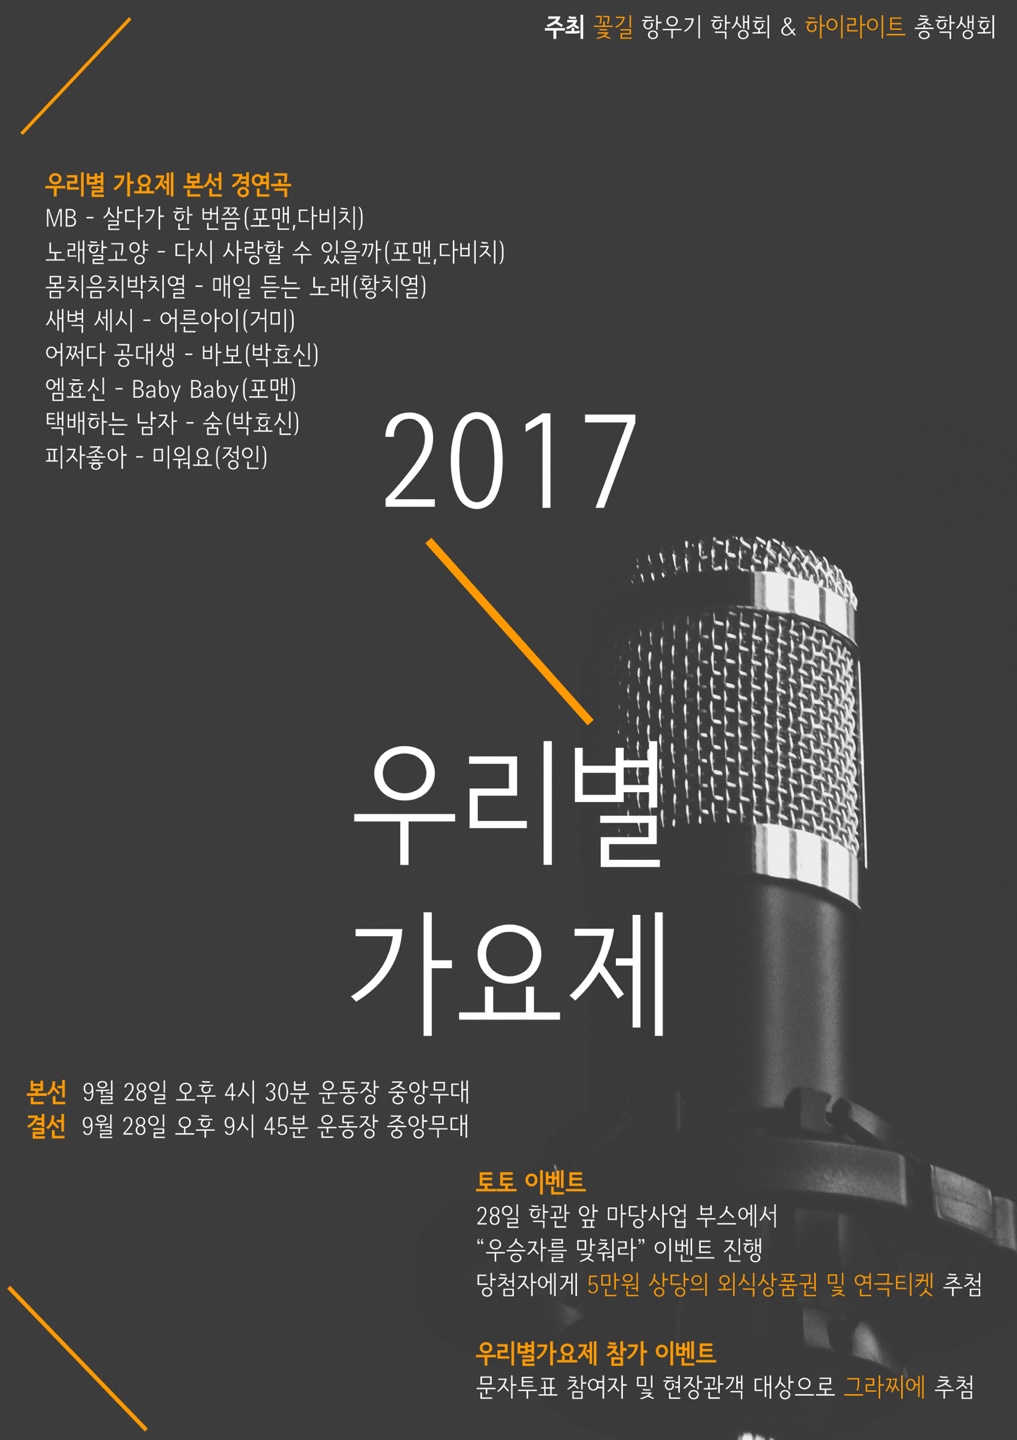 주최 꽃길 항우기 학생회 & 하이라이트 총학생회
우리별 가요제 본선 경연곡
MB - 살다가 한 번쯤(포맨,다비치)
노래할고양 - 다시 사랑할 수 있을까(포맨,다비치)
몸치음치박치열 - 매일 듣는 노래(황치열)
새벽 세시 - 어른아이(거미)
어쩌다 공대생 - 바보(박효신)
엠효신 - Baby Baby(포맨)
택배하는 남자 - 숨(박효신)
피자좋아 - 미워요(정인)
2017
우리별
가요제
본선 9월 28일 오후 4시 30분 운동장 중앙무대
결선 9월 28일 오후 9시 45분 운동장 중앙무대
토토 이벤트
28일 학관 앞 마당사업 부스에서
“우승자를 맞춰라” 이벤트 진행
당첨자에게 5만원 상당의 외식상품권 및 연극티켓 추첨
우리별가요제 참가 이벤트
문자투표 참여자 및 현장관객 대상으로 그라찌에 추첨